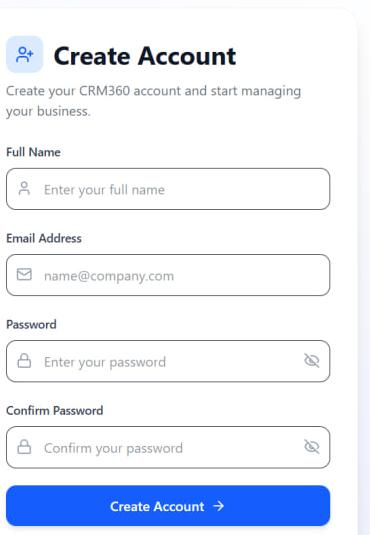 Create Account
Create your CRM360 account and start managing
your business.
Full Name
Enter your full name
Email Address
name@company.com
Password
Enter your password
Confirm Password
Confirm your password
Create Account →